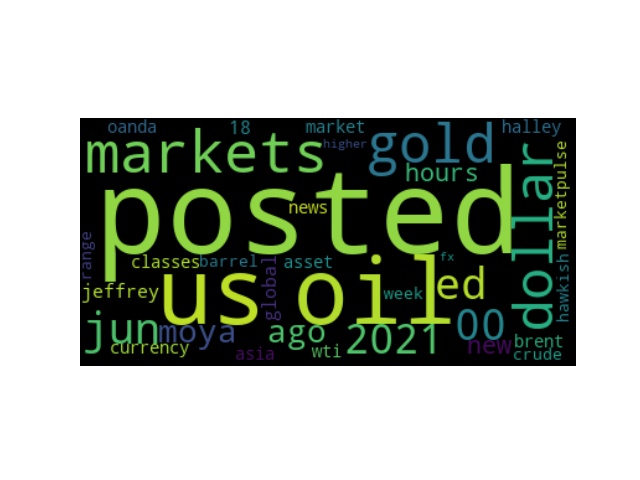 oanda 18 market halley
markets higher gold
hours
posted
news
dollar
marketpulse
range
classes barrel asset fx
us oil
global
hawkish
jeffrey week ed
jun moya ago 2021 00 new brent
currency asia wti crude